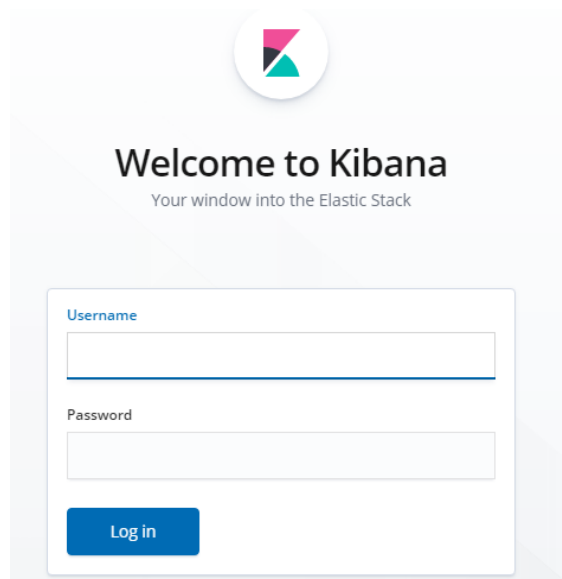 Welcome to Kibana
Your window into the Elastic Stack
Username
Password
Log in